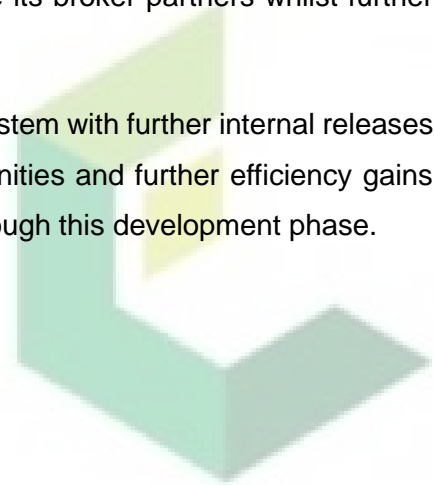 its broker partners whilst further
stem with further internal releases
nities and further efficiency gains
ough this development phase.